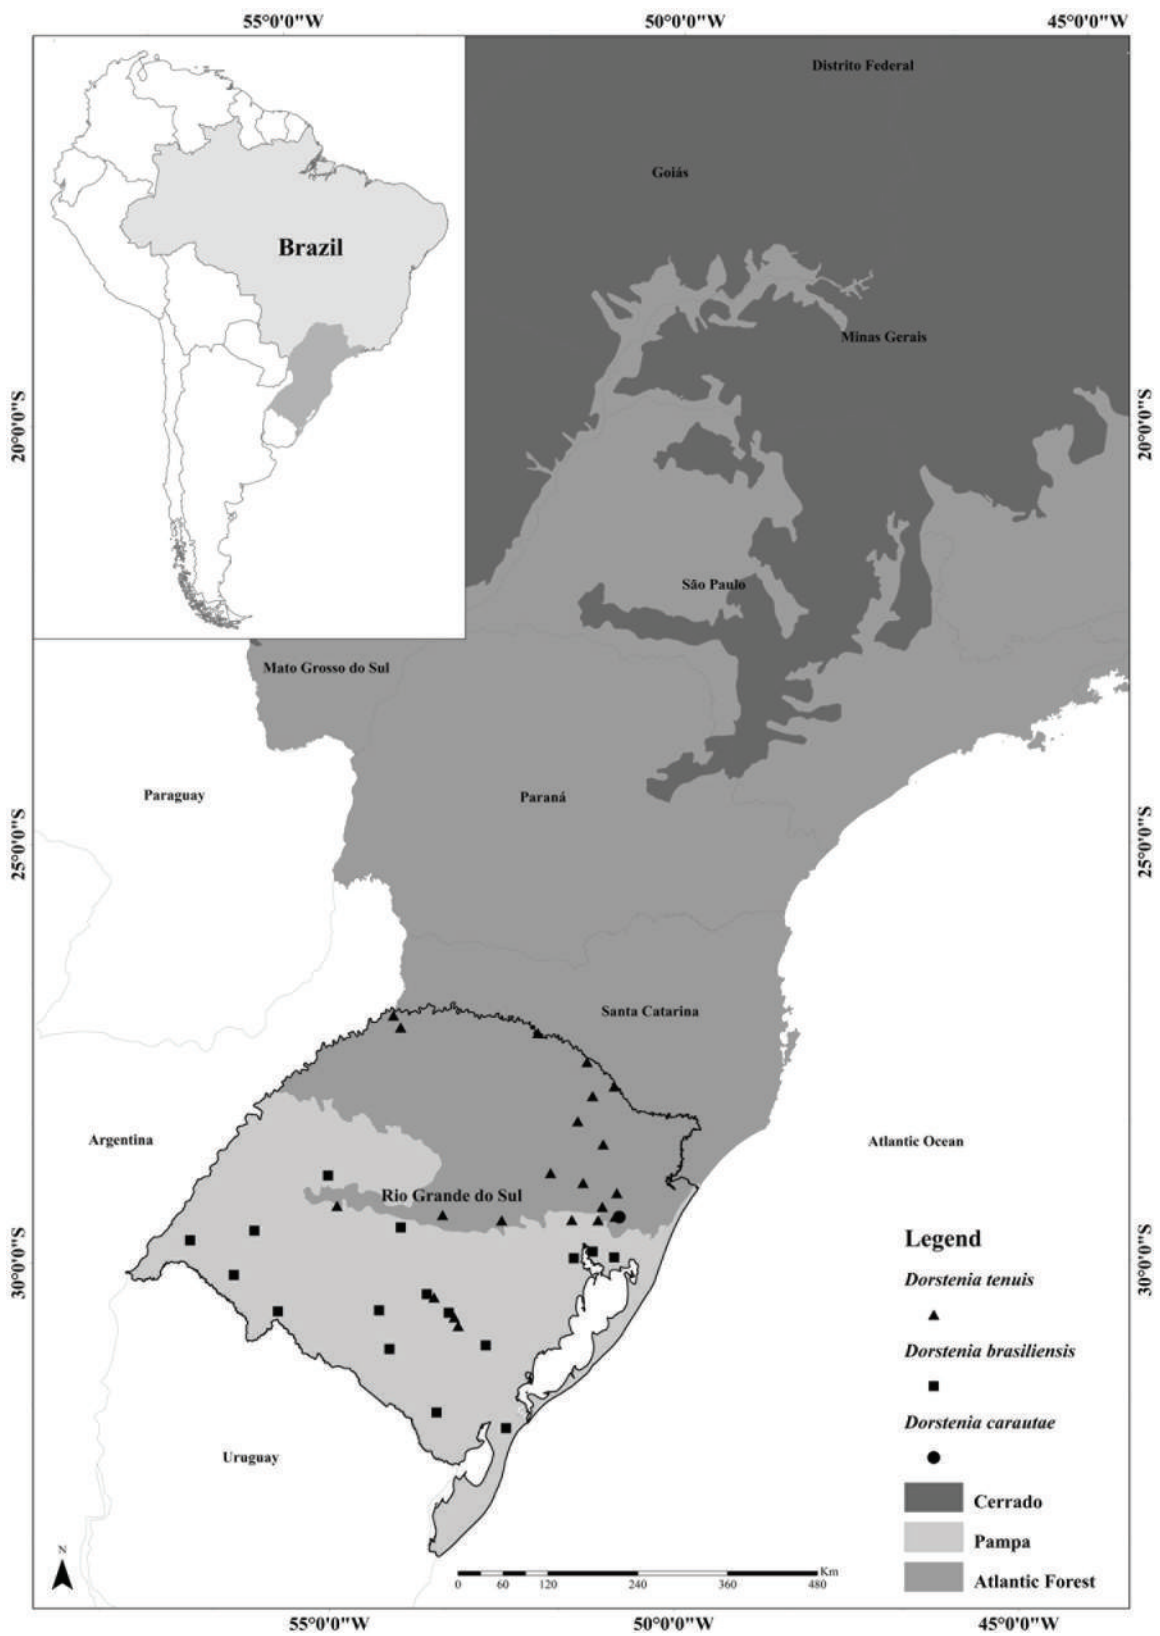 55°0'0"W 50°0'0"W 45°0'0"W
Distrito Federal
Goiás
Brazil
Minas Gerais
20°0'0"S 20°0'0"S
São Paulo
Mato Grosso do Sul
Paraguay
Paraná
25°0'0"S 25°0'0"S
Santa Catarina
Argentina
Atlantic Ocean
Rio Grande do Sul
30°0'0"S 30°0'0"S
Legend
Dorstenia tenuis
Dorstenia brasiliensis
Dorstenia carautae
Uruguay
Cerrado
Pampa
Atlantic Forest
N
Km
0 30 60 120 240 360 480
55°0'0"W 50°0'0"W 45°0'0"W